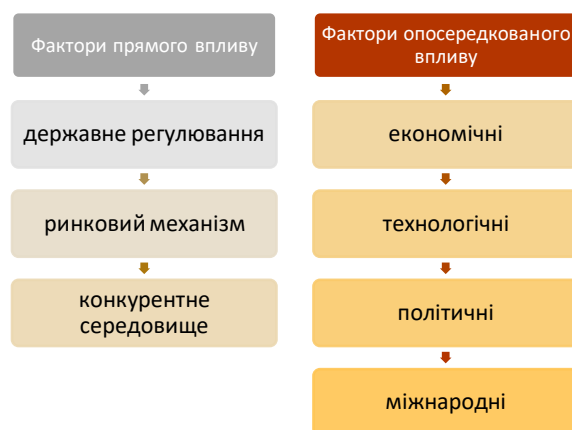 Фактори прямого впливу
державне регулювання
ринковий механізм
конкурентне
середовище
Фактори опосередкованого
впливу
економічні
технологічні
політичні
міжнародні